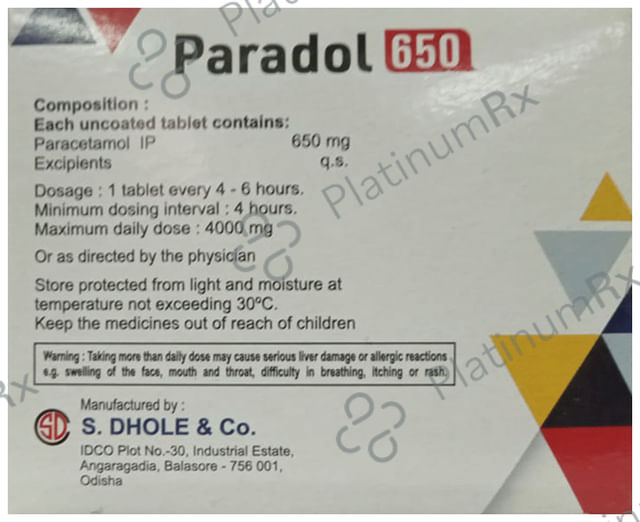 Paradol 650
Composition :
Each uncoated tablet contains:
Paracetamol IP 650 mg
Excipients q.s.
Dosage : 1 tablet every 4 - 6 hours.
Minimum dosing interval : 4 hours.
Maximum daily dose : 4000 mg
Or as directed by the physician
Store protected from light and moisture at
temperature not exceeding 30ºC.
Keep the medicines out of reach of children
Warning : Taking more than daily dose may cause serious liver damage or allergic reactions
e.g. swelling of the face, mouth and throat, difficulty in breathing, itching or rash.
Manufactured by :
SD S. DHOLE & Co.
IDCO Plot No.-30, Industrial Estate,
Angaragadia, Balasore - 756 001,
Odisha
PlatinumRx
PlatinumRx